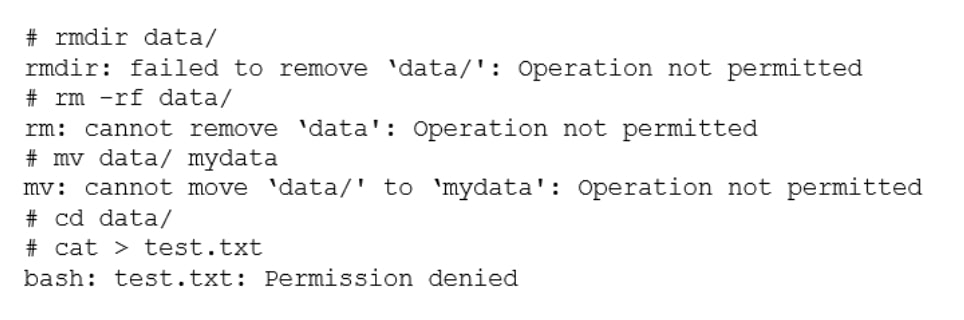 # rmdir data/
rmdir: failed to remove ‛data/': Operation not permitted
# rm –rf data/
rm: cannot remove ‛data': Operation not permitted
# mv data/ mydata
mv: cannot move ‛data/' to ‛mydata': Operation not permitted
# cd data/
# cat > test.txt
bash: test.txt: Permission denied